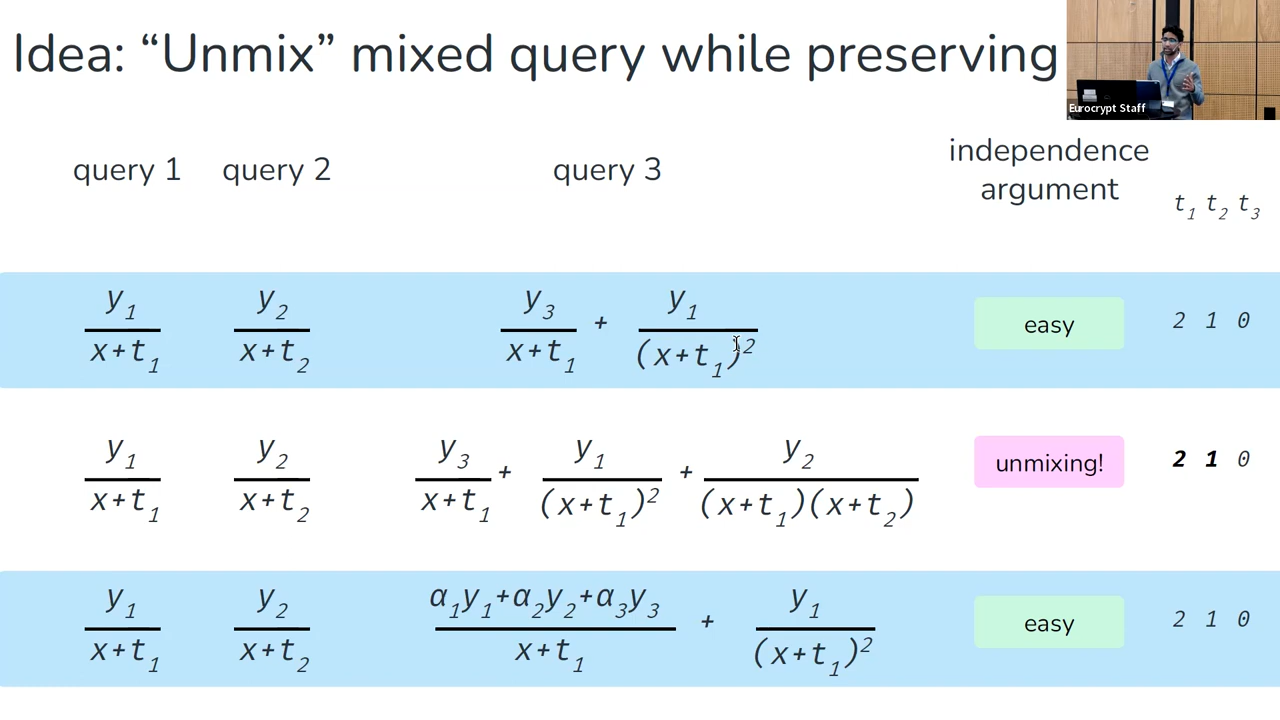 Idea: “Unmix” mixed query while preserving
Eurocrypt Staff
query 1 query 2 query 3 independence argument t₁ t₂ t₃
y₁/(x+t₁) y₂/(x+t₂) y₃/(x+t₁) + y₁/(x+t₁)² easy 2 1 0
y₁/(x+t₁) y₂/(x+t₂) y₃/(x+t₁) + y₁/(x+t₁)² + y₂/(x+t₁)(x+t₂) unmixing! 2 1 0
y₁/(x+t₁) y₂/(x+t₂) α₁y₁+α₂y₂+α₃y₃/(x+t₁) + y₁/(x+t₁)² easy 2 1 0